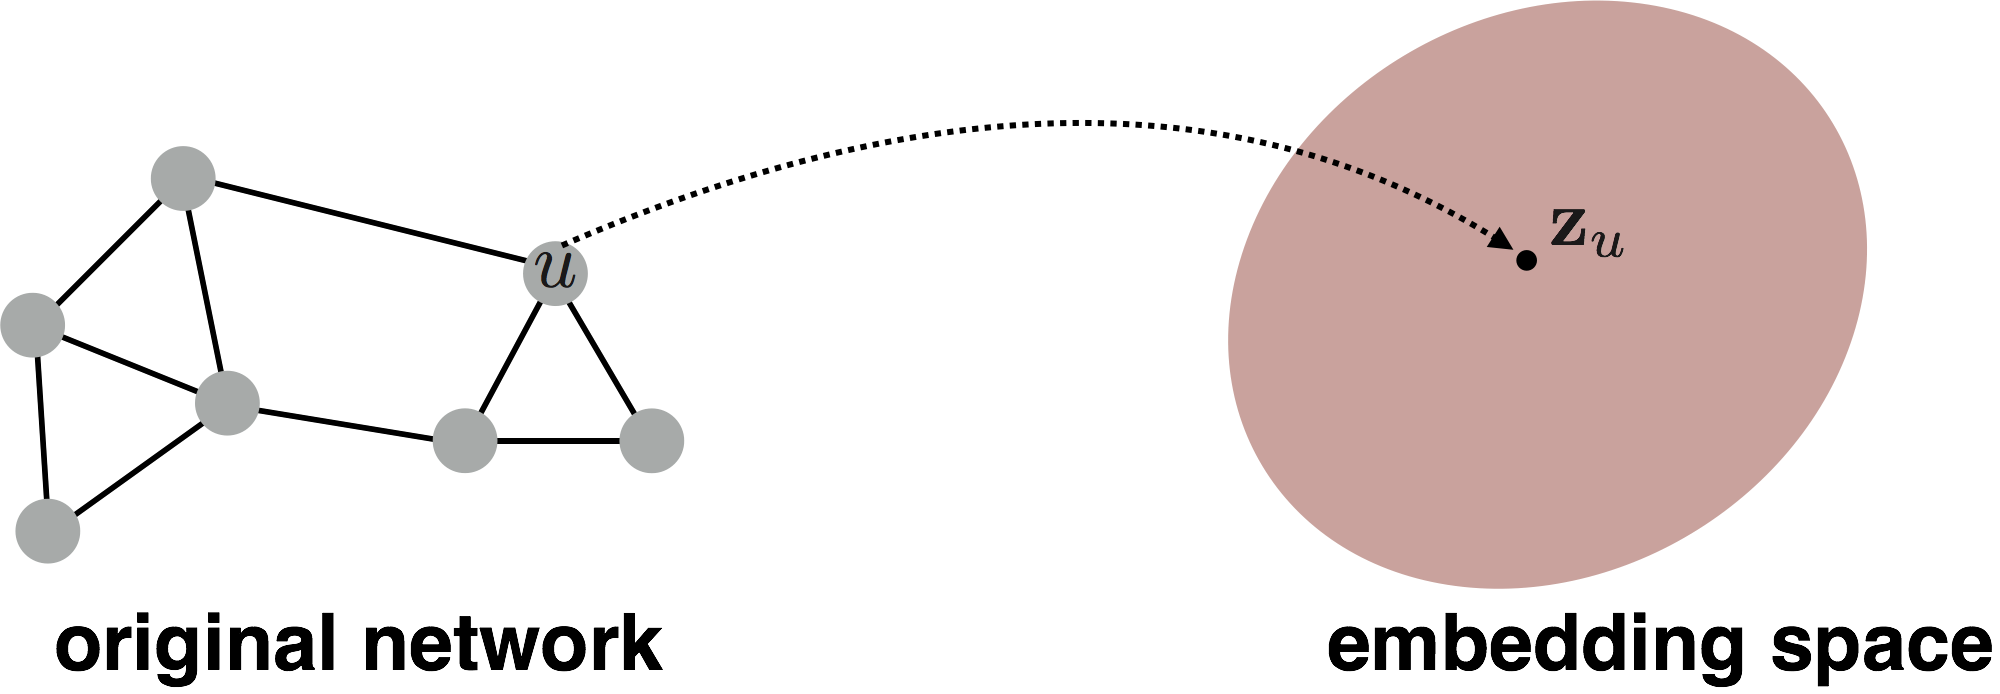 u
z_u
original network
embedding space